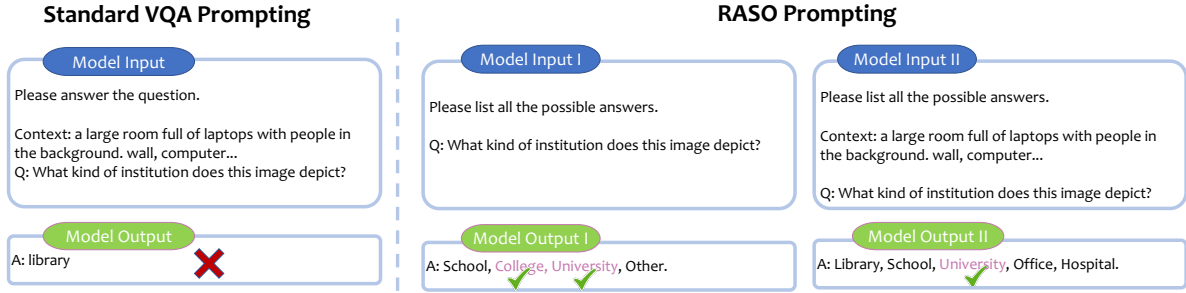 Standard VQA Prompting
Model Input
Please answer the question.
Context: a large room full of laptops with people in
the background. wall, computer...
Q: What kind of institution does this image depict?
Model Output
A: library
RASO Prompting
Model Input I
Please list all the possible answers.
Q: What kind of institution does this image depict?
Model Output I
A: School, College, University, Other.
Model Input II
Please list all the possible answers.
Context: a large room full of laptops with people in
the background. wall, computer...
Q: What kind of institution does this image depict?
Model Output II
A: Library, School, University, Office, Hospital.